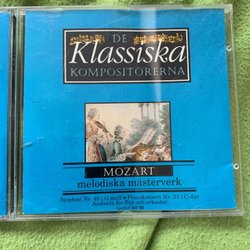 DE
Klassiska
KOMPOSITÖRERNA
MOZART
melodiska mästerverk
Symfoni Nr. 40 i G-moll • Pianokonsert Nr. 21 i C-dur
Andante för flöjt och orkester